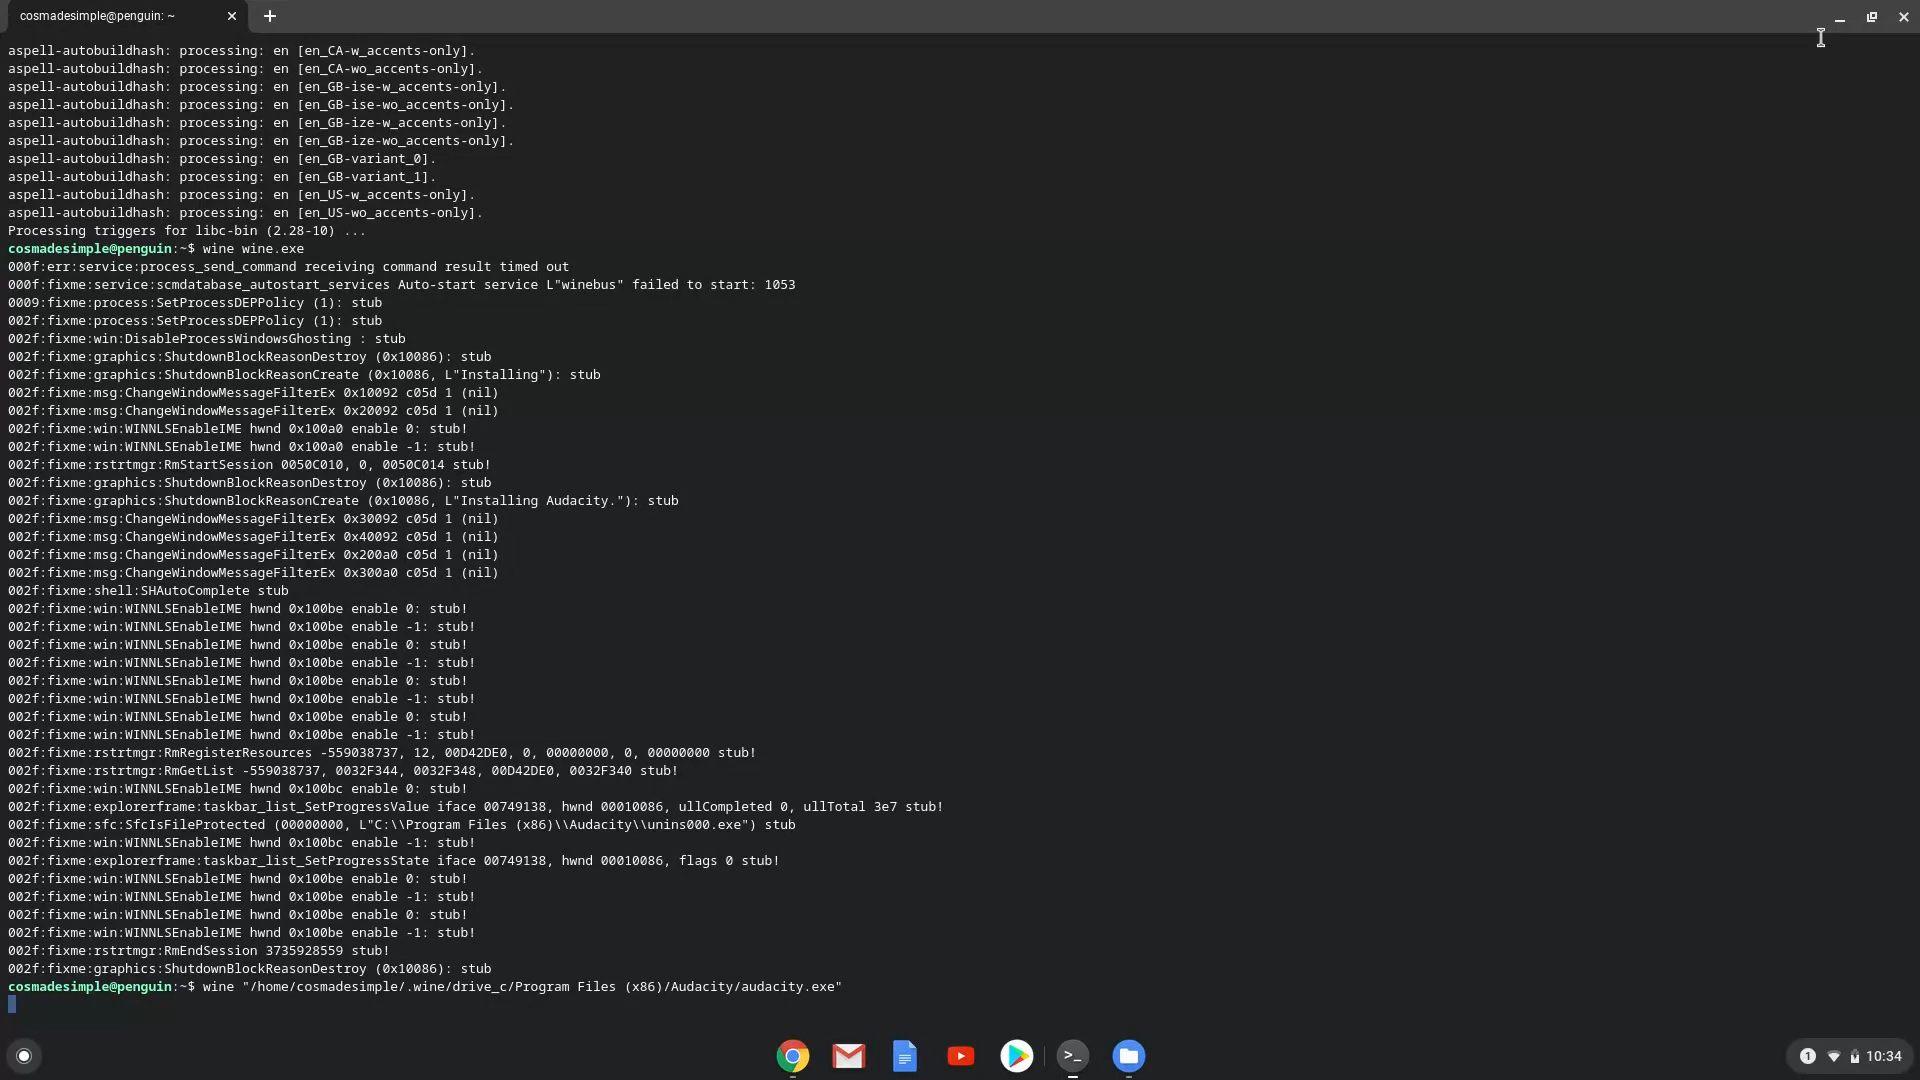 cosmadesimple@penguin: ~
aspell-autobuildhash: processing: en [en_CA-w_accents-only].
aspell-autobuildhash: processing: en [en_CA-wo_accents-only].
aspell-autobuildhash: processing: en [en_GB-ise-w_accents-only].
aspell-autobuildhash: processing: en [en_GB-ise-wo_accents-only].
aspell-autobuildhash: processing: en [en_GB-ize-w_accents-only].
aspell-autobuildhash: processing: en [en_GB-ize-wo_accents-only].
aspell-autobuildhash: processing: en [en_GB-variant_0].
aspell-autobuildhash: processing: en [en_GB-variant_1].
aspell-autobuildhash: processing: en [en_US-w_accents-only].
aspell-autobuildhash: processing: en [en_US-wo_accents-only].
Processing triggers for libc-bin (2.28-10) ...
cosmadesimple@penguin:~$ wine wine.exe
000f:err:service:process_send_command receiving command result timed out
000f:fixme:service:scmdatabase_autostart_services Auto-start service L"winebus" failed to start: 1053
0009:fixme:process:SetProcessDEPPolicy (1): stub
002f:fixme:process:SetProcessDEPPolicy (1): stub
002f:fixme:win:DisableProcessWindowsGhosting : stub
002f:fixme:graphics:ShutdownBlockReasonDestroy (0x10086): stub
002f:fixme:graphics:ShutdownBlockReasonCreate (0x10086, L"Installing"): stub
002f:fixme:msg:ChangeWindowMessageFilterEx 0x10092 c05d 1 (nil)
002f:fixme:msg:ChangeWindowMessageFilterEx 0x20092 c05d 1 (nil)
002f:fixme:win:WINNLSEnableIME hwnd 0x100a0 enable 0: stub!
002f:fixme:win:WINNLSEnableIME hwnd 0x100a0 enable -1: stub!
002f:fixme:rstrtmgr:RmStartSession 0050C010, 0, 0050C014 stub!
002f:fixme:graphics:ShutdownBlockReasonDestroy (0x10086): stub
002f:fixme:graphics:ShutdownBlockReasonCreate (0x10086, L"Installing Audacity."): stub
002f:fixme:msg:ChangeWindowMessageFilterEx 0x30092 c05d 1 (nil)
002f:fixme:msg:ChangeWindowMessageFilterEx 0x40092 c05d 1 (nil)
002f:fixme:msg:ChangeWindowMessageFilterEx 0x200a0 c05d 1 (nil)
002f:fixme:msg:ChangeWindowMessageFilterEx 0x300a0 c05d 1 (nil)
002f:fixme:shell:SHAutoComplete stub
002f:fixme:win:WINNLSEnableIME hwnd 0x100be enable 0: stub!
002f:fixme:win:WINNLSEnableIME hwnd 0x100be enable -1: stub!
002f:fixme:win:WINNLSEnableIME hwnd 0x100be enable 0: stub!
002f:fixme:win:WINNLSEnableIME hwnd 0x100be enable -1: stub!
002f:fixme:win:WINNLSEnableIME hwnd 0x100be enable 0: stub!
002f:fixme:win:WINNLSEnableIME hwnd 0x100be enable -1: stub!
002f:fixme:win:WINNLSEnableIME hwnd 0x100be enable 0: stub!
002f:fixme:win:WINNLSEnableIME hwnd 0x100be enable -1: stub!
002f:fixme:rstrtmgr:RmRegisterResources -559038737, 12, 00D42DE0, 0, 00000000, 0, 00000000 stub!
002f:fixme:rstrtmgr:RmGetList -559038737, 0032F344, 0032F348, 00D42DE0, 0032F340 stub!
002f:fixme:win:WINNLSEnableIME hwnd 0x100bc enable 0: stub!
002f:fixme:explorerframe:taskbar_list_SetProgressValue iface 00749138, hwnd 00010086, ullCompleted 0, ullTotal 3e7 stub!
002f:fixme:sfc:SfcIsFileProtected (00000000, L"C:\\Program Files (x86)\\Audacity\\unins000.exe") stub
002f:fixme:win:WINNLSEnableIME hwnd 0x100bc enable -1: stub!
002f:fixme:explorerframe:taskbar_list_SetProgressState iface 00749138, hwnd 00010086, flags 0 stub!
002f:fixme:win:WINNLSEnableIME hwnd 0x100be enable 0: stub!
002f:fixme:win:WINNLSEnableIME hwnd 0x100be enable -1: stub!
002f:fixme:win:WINNLSEnableIME hwnd 0x100be enable 0: stub!
002f:fixme:win:WINNLSEnableIME hwnd 0x100be enable -1: stub!
002f:fixme:rstrtmgr:RmEndSession 3735928559 stub!
002f:fixme:graphics:ShutdownBlockReasonDestroy (0x10086): stub
cosmadesimple@penguin:~$ wine "/home/cosmadesimple/.wine/drive_c/Program Files (x86)/Audacity/audacity.exe"
1 10:34